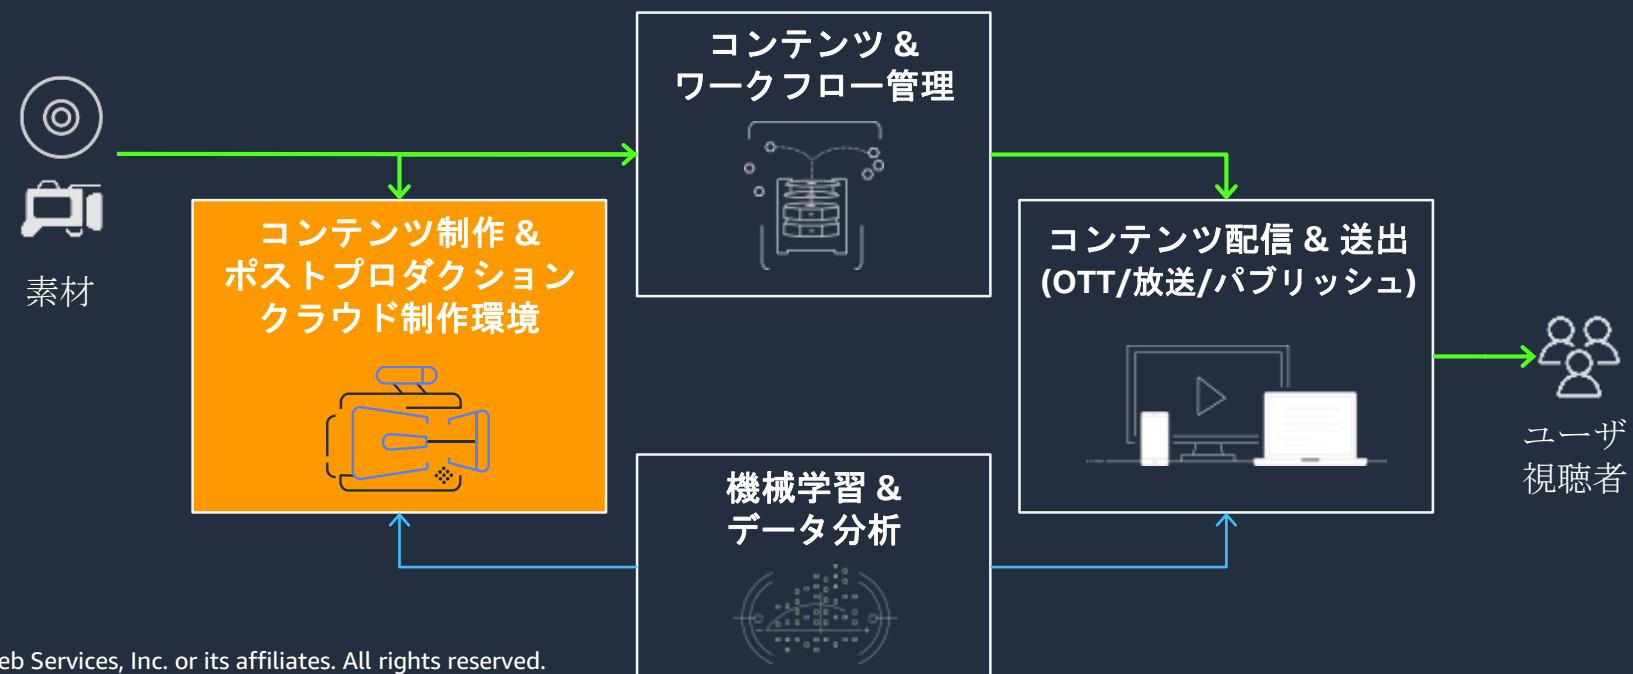 コンテンツ &
ワークフロー管理
素材
コンテンツ制作 &
ポストプロダクション
クラウド制作環境
コンテンツ配信 & 送出
(OTT/放送/パブリッシュ)
ユーザ
視聴者
機械学習 &
データ分析
eb Services, Inc. or its affiliates. All rights reserved.